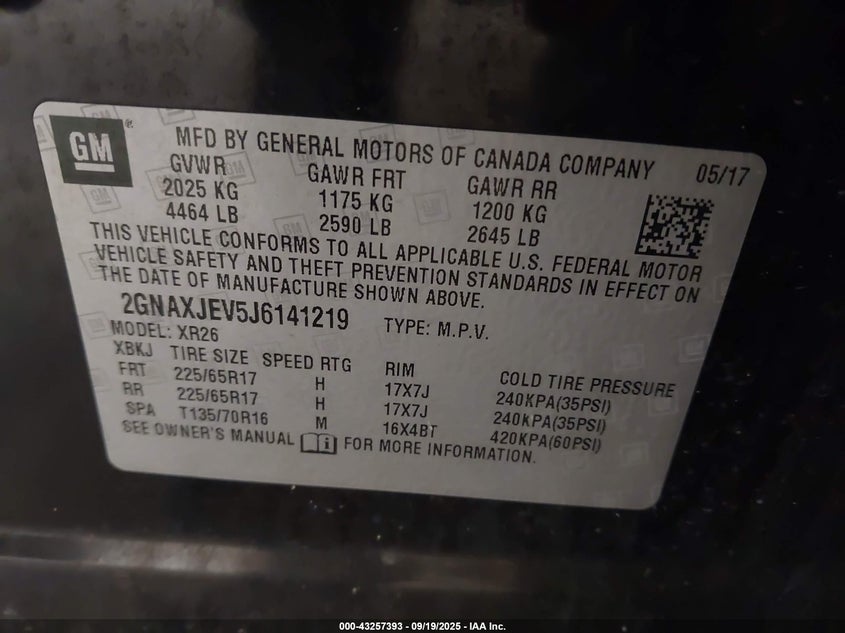 GM ®
MFD BY GENERAL MOTORS OF CANADA COMPANY 05/17
GVWR GAWR FRT GAWR RR
2025 KG 1175 KG 1200 KG
4464 LB 2590 LB 2645 LB
THIS VEHICLE CONFORMS TO ALL APPLICABLE U.S. FEDERAL MOTOR
VEHICLE SAFETY AND THEFT PREVENTION STANDARDS IN EFFECT ON
THE DATE OF MANUFACTURE SHOWN ABOVE.
2GNAXJEV5J6141219 TYPE: M.P.V.
MODEL: XR26
XBKJ TIRE SIZE SPEED RTG RIM COLD TIRE PRESSURE
FRT 225/65R17 H 17X7J 240KPA(35PSI)
RR 225/65R17 H 17X7J 240KPA(35PSI)
SPA T135/70R16 M 16X4BT 420KPA(60PSI)
SEE OWNER'S MANUAL FOR MORE INFORMATION.
000-43257393 - 09/19/2025 - IAA Inc.